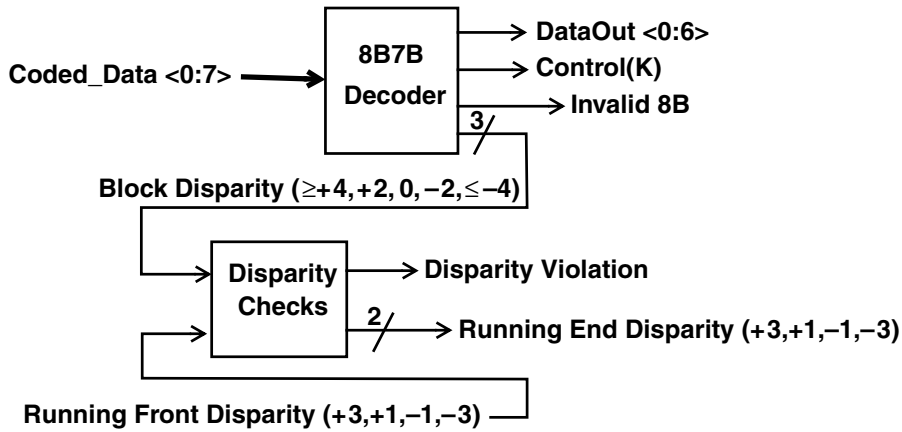 DataOut <0:6>
8B7B
Decoder
Coded_Data <0:7>
Control(K)
Invalid 8B
3
Block Disparity (≥+4,+2,0,−2,≤−4)
Disparity
Checks
Disparity Violation
2
Running End Disparity (+3,+1,−1,−3)
Running Front Disparity (+3,+1,−1,−3)